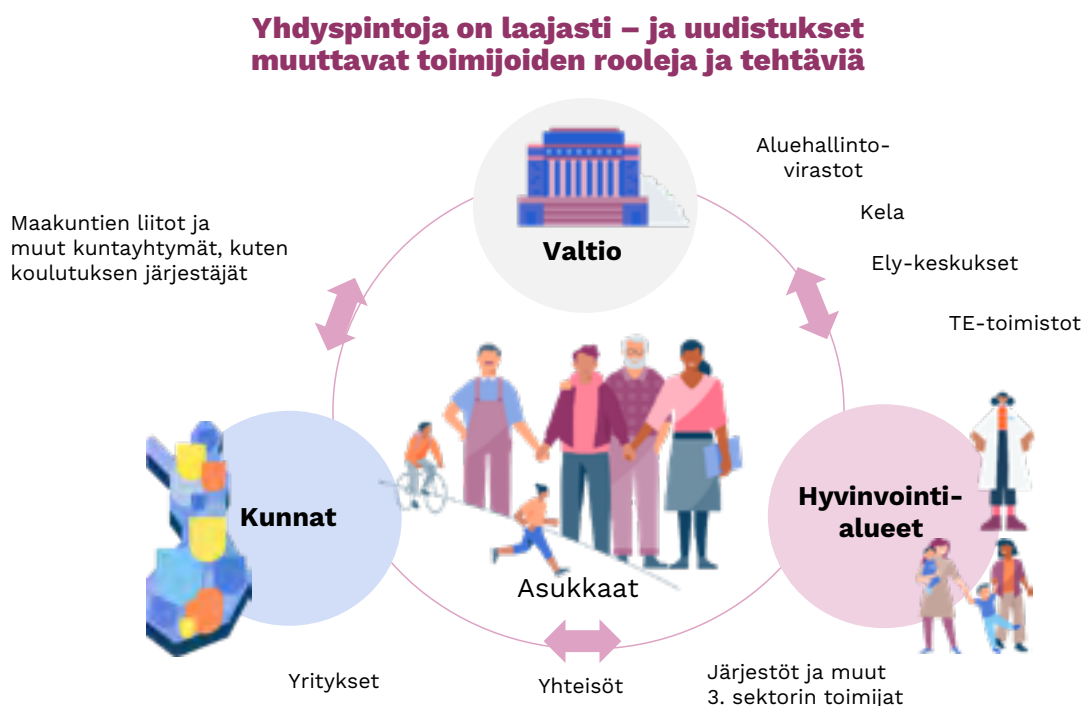 Yhdyspintoja on laajasti – ja uudistukset
muuttavat toimijoiden rooleja ja tehtäviä
Aluehallinto-
virastot
Kela
Ely-keskukset
TE-toimistot
Maakuntien liitot ja
muut kuntayhtymät, kuten
koulutuksen järjestäjät
Valtio
Kunnat
Hyvinvointi-
alueet
Asukkaat
Yritykset
Yhteisöt
Järjestöt ja muut
3. sektorin toimijat